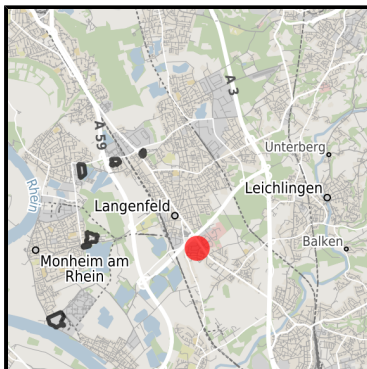 A 3
A 59
Unterberg
Rhein
Leichlingen
Langenfeld
Balken
Monheim am
Rhein